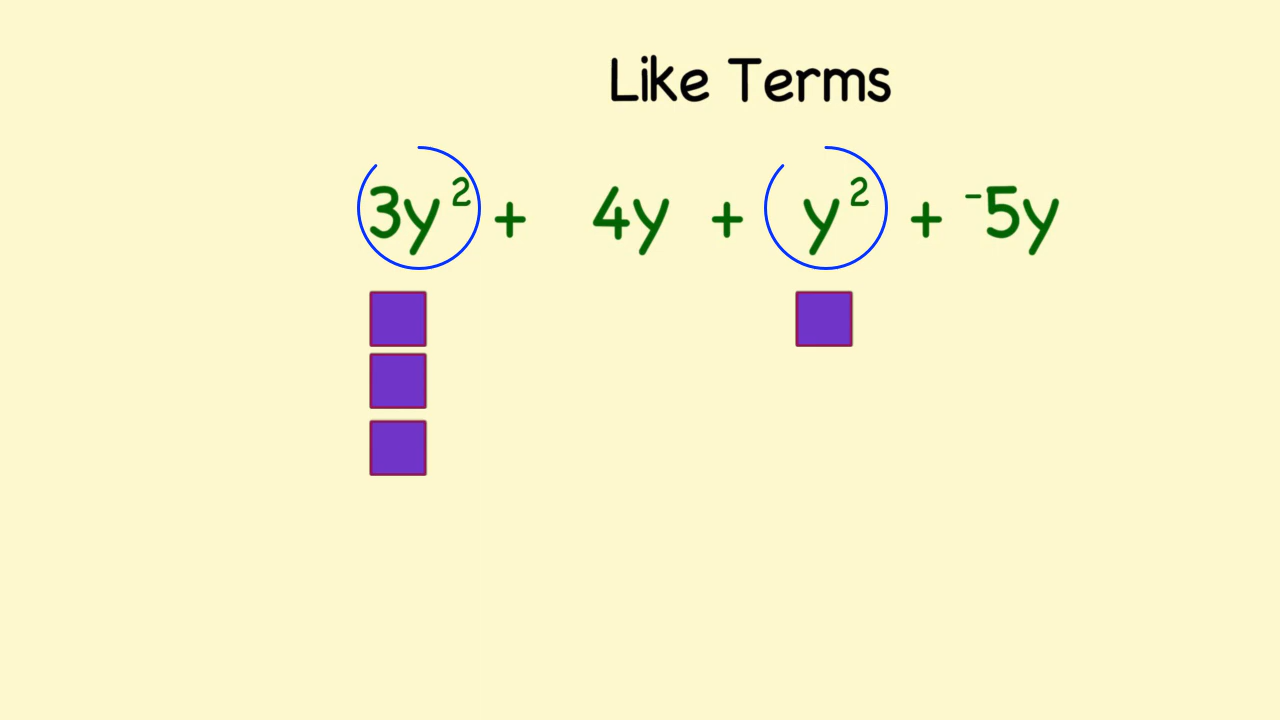 Like Terms
3y² + 4y + y² + ⁻5y